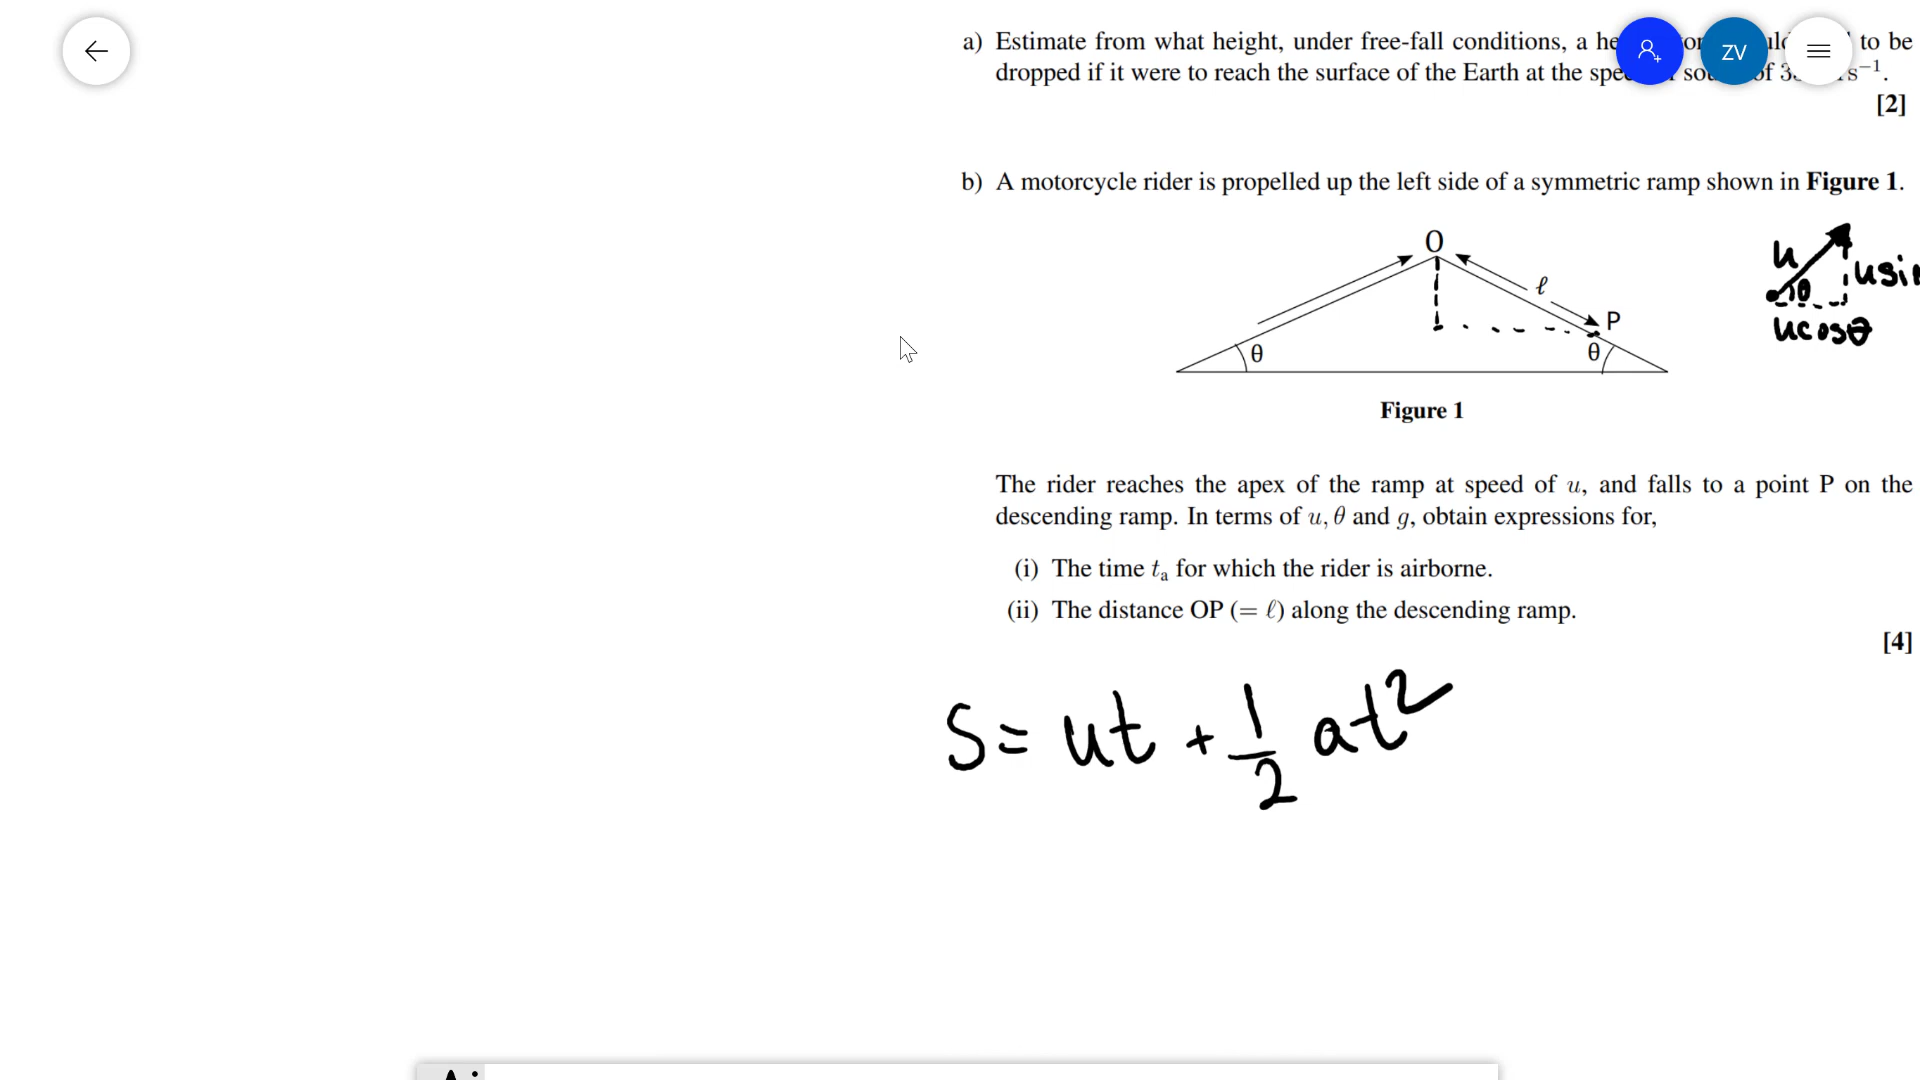 a) Estimate from what height, under free-fall conditions, a to be
ZV
dropped if it were to reach the surface of the Earth at the of s⁻¹.
[2]
b) A motorcycle rider is propelled up the left side of a symmetric ramp shown in Figure 1.
O
ℓ
P
θ
θ
u
θ
usin
ucosθ
Figure 1
The rider reaches the apex of the ramp at speed of u, and falls to a point P on the
descending ramp. In terms of u, θ and g, obtain expressions for,
(i) The time tₐ for which the rider is airborne.
(ii) The distance OP (= ℓ) along the descending ramp.
[4]
S = ut + 1/2 at²